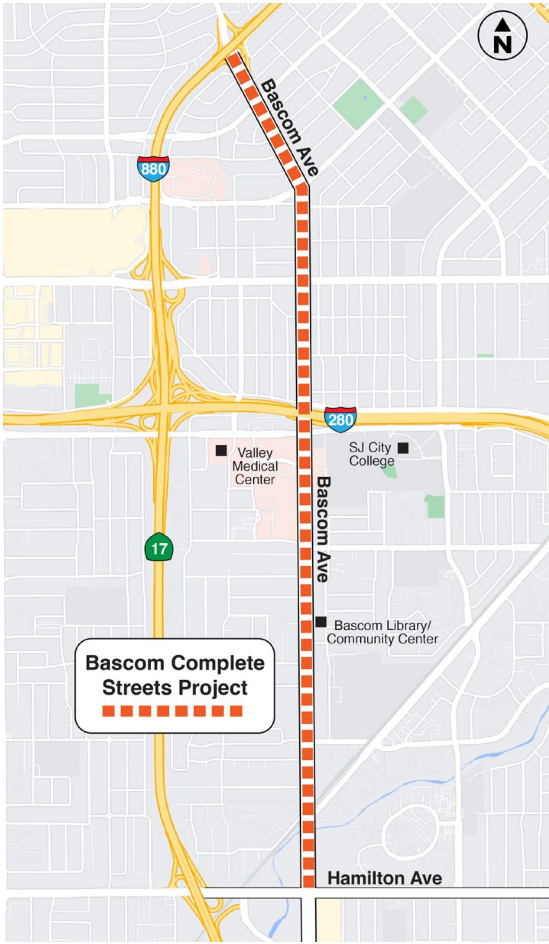 N
Bascom Ave
880
280
Valley
Medical
Center
SJ City
College
Bascom Ave
17
Bascom Library/
Community Center
Bascom Complete
Streets Project
Hamilton Ave